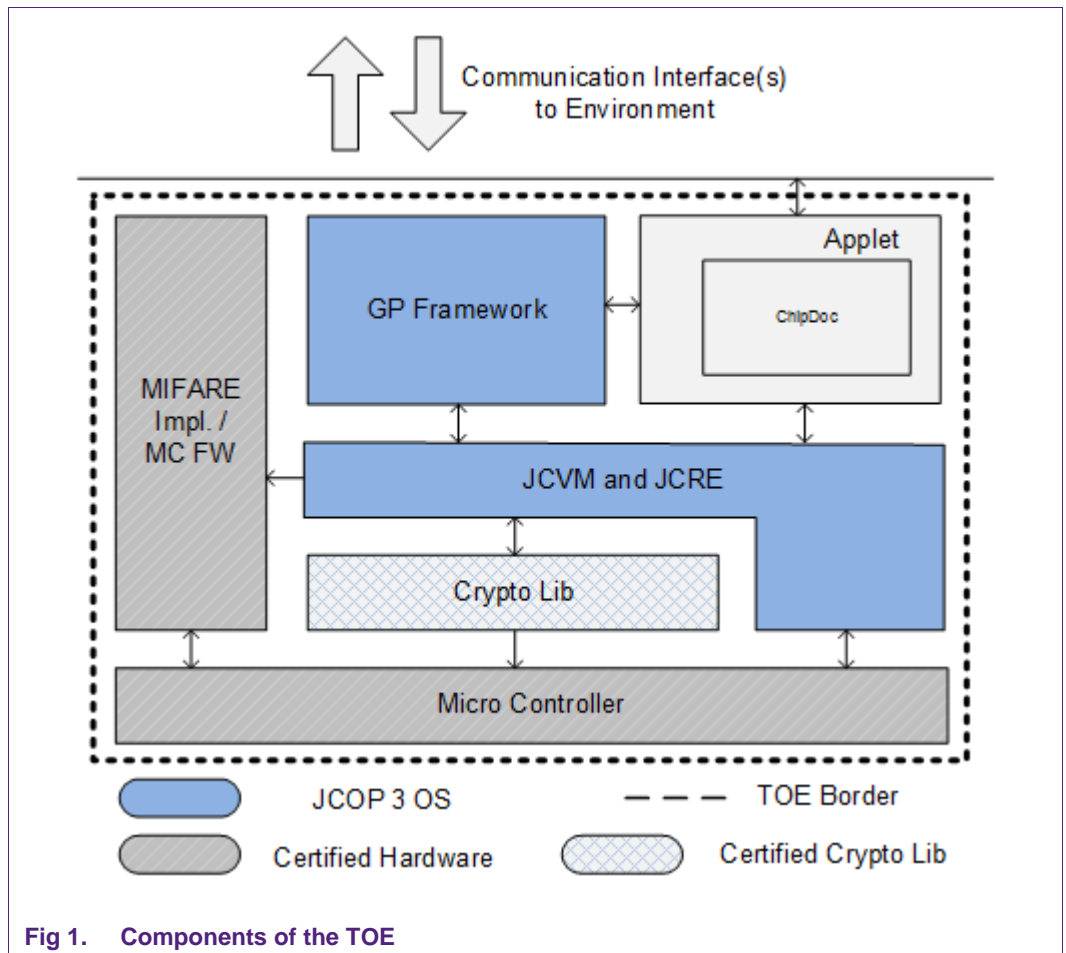 Communication Interface(s)
to Environment
Applet
GP Framework
ChipDoc
MIFARE
Impl. /
MC FW
JCVM and JCRE
Crypto Lib
Micro Controller
JCOP 3 OS
TOE Border
Certified Hardware
Certified Crypto Lib
Fig 1. Components of the TOE